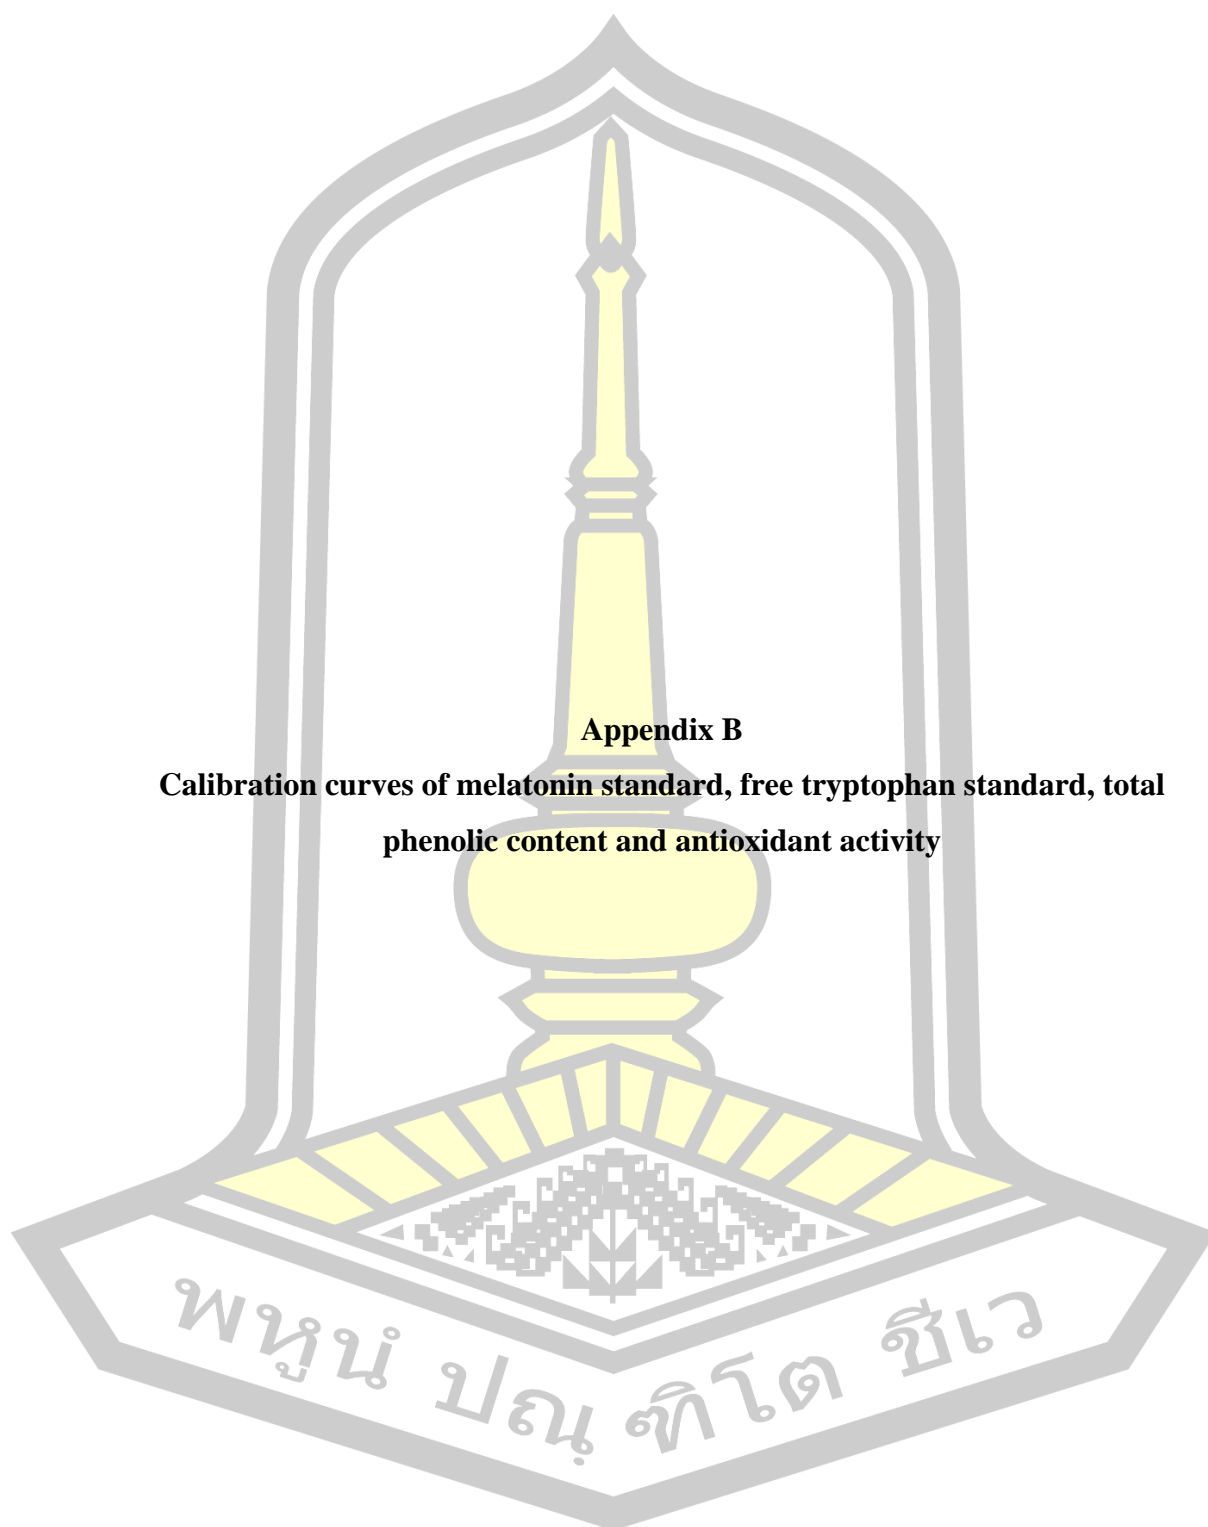 Appendix B
Calibration curves of melatonin standard, free tryptophan standard, total
phenolic content and antioxidant activity
พหูนํ ปณฺฑิโต ชีเว